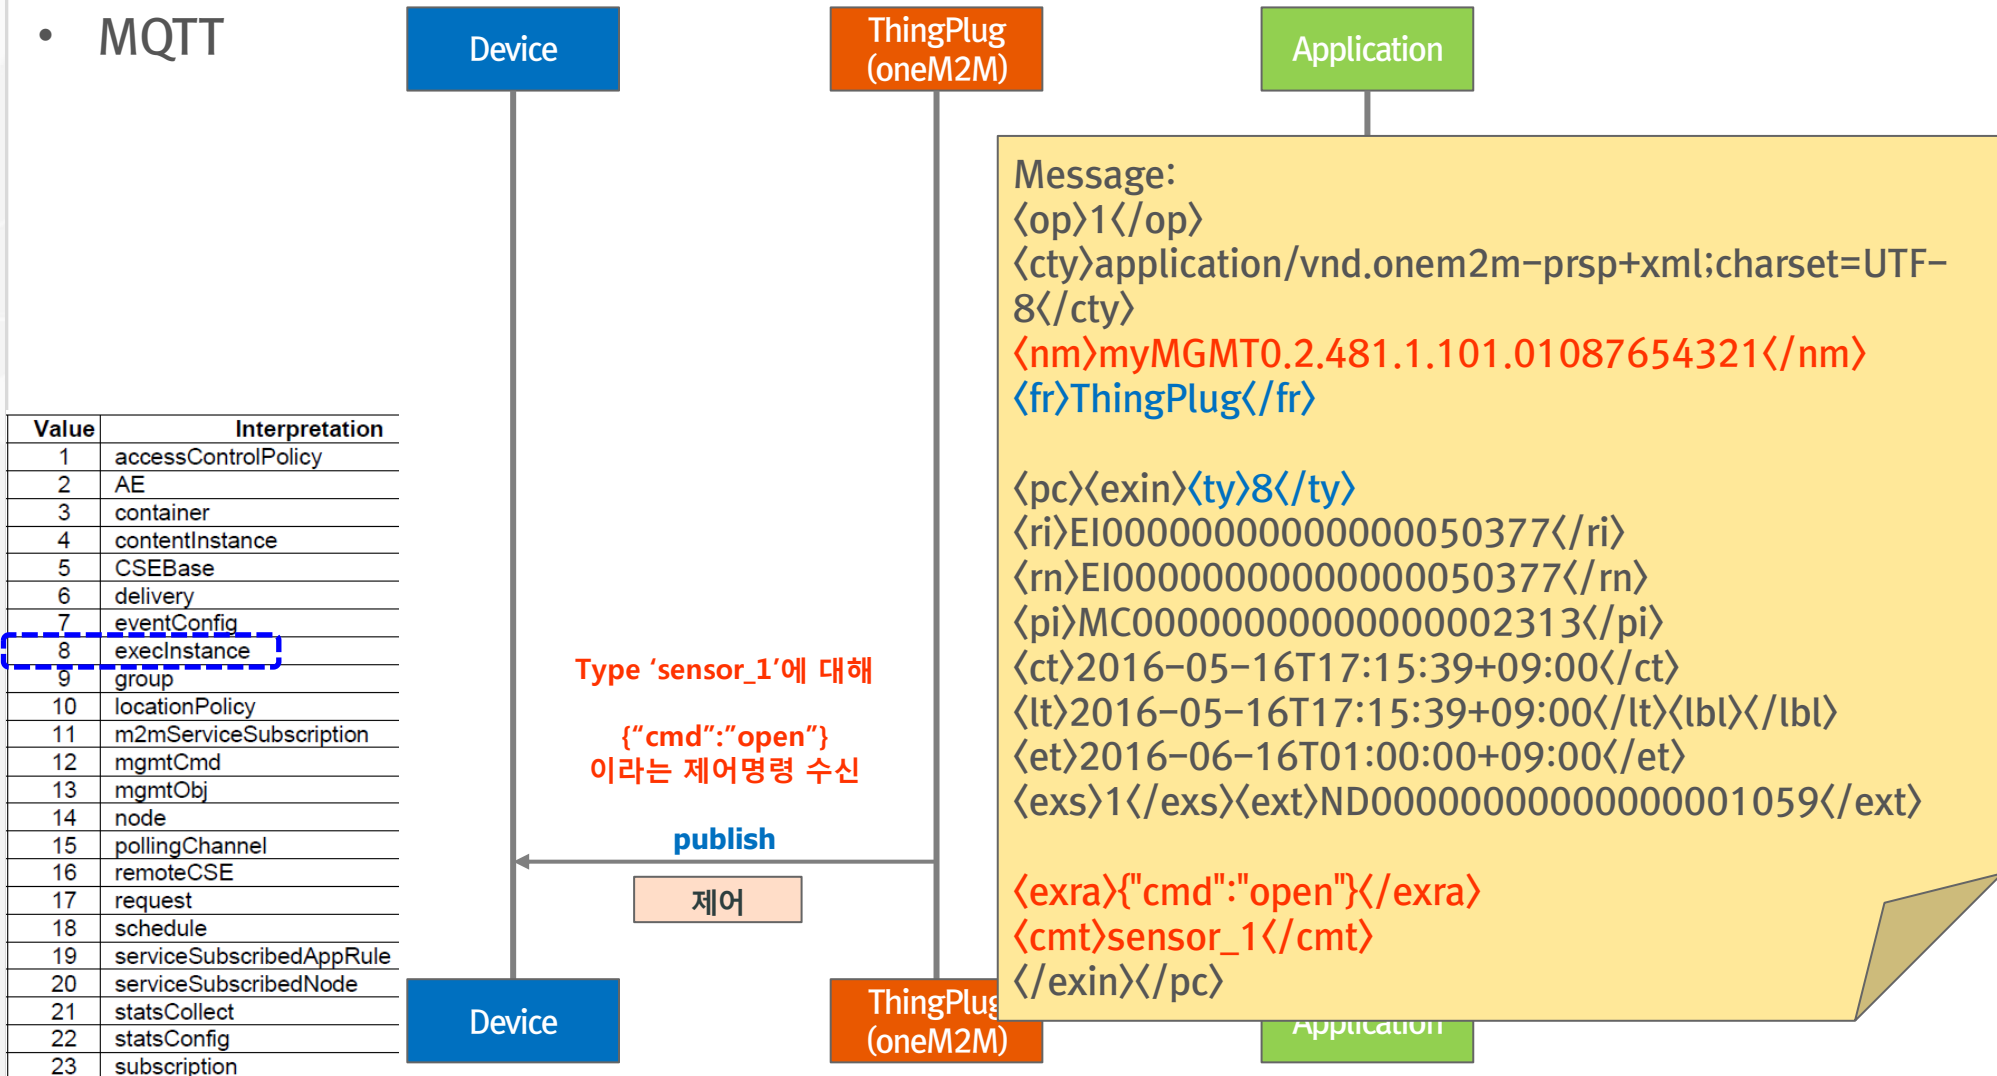 • MQTT
Device
ThingPlug
(oneM2M)
Application
Message:
〈op〉1〈/op〉
〈cty〉application/vnd.onem2m-prsp+xml;charset=UTF-
8〈/cty〉
〈nm〉myMGMT0.2.481.1.101.01087654321〈/nm〉
〈fr〉ThingPlug〈/fr〉
〈pc〉〈exin〉〈ty〉8〈/ty〉
〈ri〉EI00000000000000050377〈/ri〉
〈rn〉EI00000000000000050377〈/rn〉
〈pi〉MC00000000000000002313〈/pi〉
〈ct〉2016-05-16T17:15:39+09:00〈/ct〉
〈lt〉2016-05-16T17:15:39+09:00〈/lt〉〈lbl〉〈/lbl〉
〈et〉2016-06-16T01:00:00+09:00〈/et〉
〈exs〉1〈/exs〉〈ext〉ND00000000000000001059〈/ext〉
〈exra〉{"cmd":"open"}〈/exra〉
〈cmt〉sensor_1〈/cmt〉
〈/exin〉〈/pc〉
Value Interpretation
1 accessControlPolicy
2 AE
3 container
4 contentInstance
5 CSEBase
6 delivery
7 eventConfig
8 execInstance
9 group
10 locationPolicy
11 m2mServiceSubscription
12 mgmtCmd
13 mgmtObj
14 node
15 pollingChannel
16 remoteCSE
17 request
18 schedule
19 serviceSubscribedAppRule
20 serviceSubscribedNode
21 statsCollect
22 statsConfig
23 subscription
Type ‘sensor_1’에 대해
{“cmd”:”open”}
이라는 제어명령 수신
publish
제어
Device
ThingPlug
(oneM2M)
Application